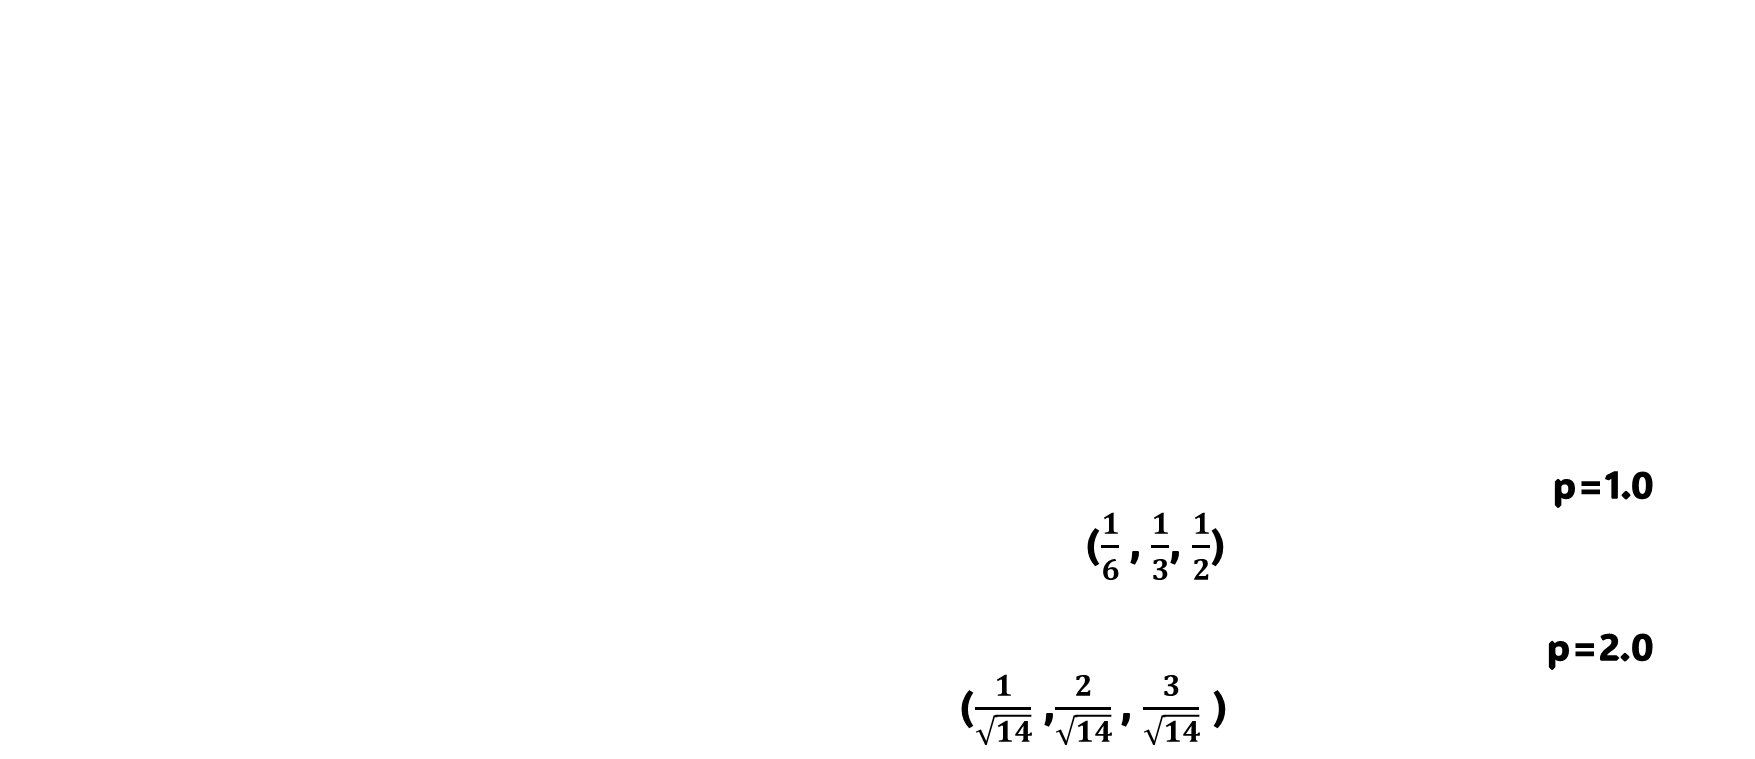 p=1.0
(1/6 , 1/3, 1/2)
p=2.0
(1/√14 ,2/√14 , 3/√14 )